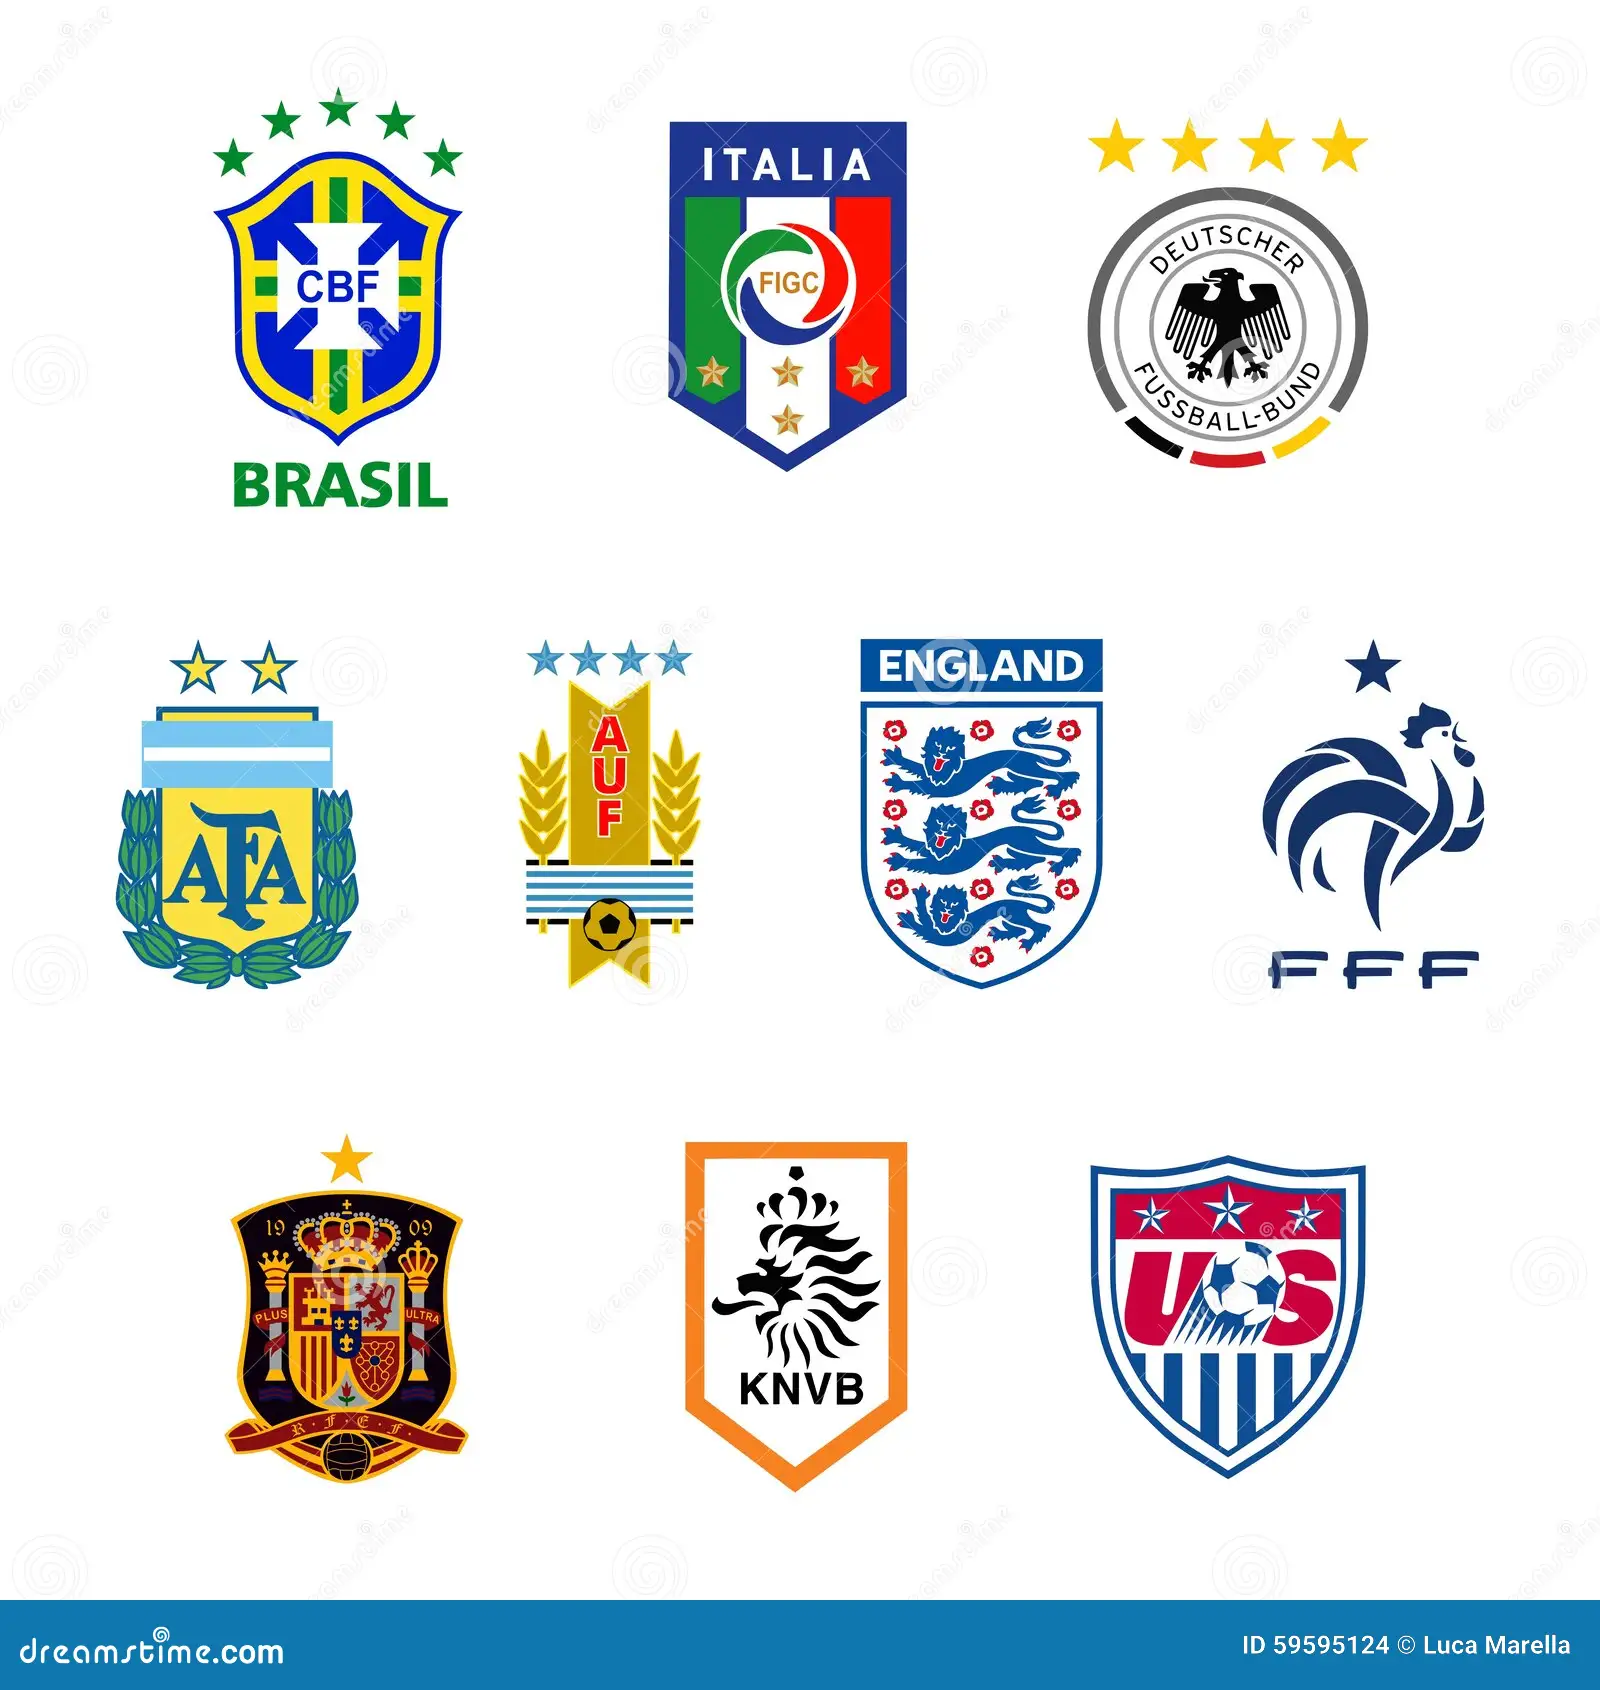 CBF
BRASIL
ITALIA
FIGC
DEUTSCHER
FUSSBALL-BUND
AFA
AUF
ENGLAND
FFF
19 09
PLUS ULTRA
R·F·E·F·
KNVB
US
dreamstime
dreamstime.com
ID 59595124 © Luca Marella